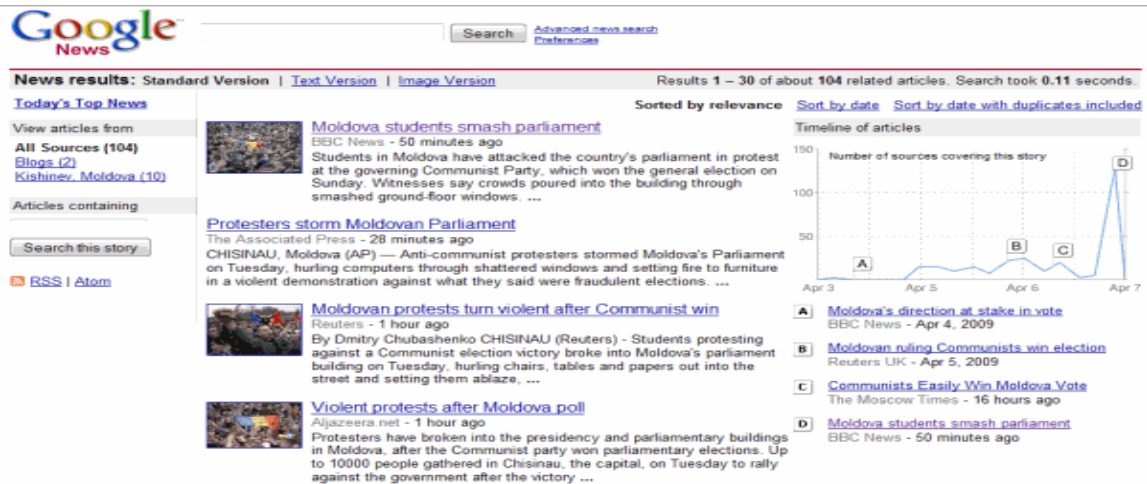 Google
News
Search
Advanced news search
Preferences
News results: Standard Version | Text Version | Image Version
Results 1 – 30 of about 104 related articles. Search took 0.11 seconds.
Today's Top News
View articles from
All Sources (104)
Blogs (2)
Kishinev, Moldova (10)
Articles containing
Search this story
RSS | Atom
Sorted by relevance Sort by date Sort by date with duplicates included
Moldova students smash parliament
BBC News - 50 minutes ago
Students in Moldova have attacked the country's parliament in protest
at the governing Communist Party, which won the general election on
Sunday. Witnesses say crowds poured into the building through
smashed ground-floor windows. ...
Protesters storm Moldovan Parliament
The Associated Press - 28 minutes ago
CHISINAU, Moldova (AP) — Anti-communist protesters stormed Moldova's Parliament
on Tuesday, hurling computers through shattered windows and setting fire to furniture
in a violent demonstration against what they said were fraudulent elections. ...
Moldovan protests turn violent after Communist win
Reuters - 1 hour ago
By Dmitry Chubashenko CHISINAU (Reuters) - Students protesting
against a Communist election victory broke into Moldova's parliament
building on Tuesday, hurling chairs, tables and papers out into the
street and setting them ablaze, ...
Violent protests after Moldova poll
Aljazeera.net - 1 hour ago
Protesters have broken into the presidency and parliamentary buildings
in Moldova, after the Communist party won parliamentary elections. Up
to 10000 people gathered in Chisinau, the capital, on Tuesday to rally
against the government after the victory ...
Timeline of articles
Number of sources covering this story
150
100
50
A
B
C
D
Apr 3 Apr 5 Apr 6 Apr 7
A Moldova's direction at stake in vote
BBC News - Apr 4, 2009
B Moldovan ruling Communists win election
Reuters UK - Apr 5, 2009
C Communists Easily Win Moldova Vote
The Moscow Times - 16 hours ago
D Moldova students smash parliament
BBC News - 50 minutes ago